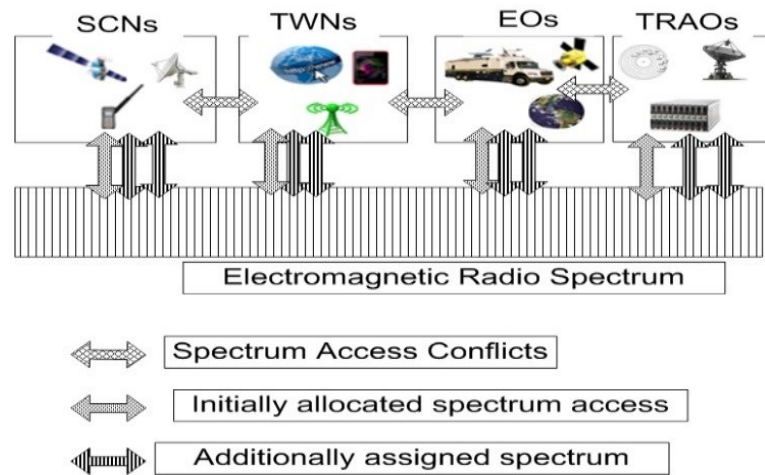 SCNs
TWNs
EOs
TRAOs
Electromagnetic Radio Spectrum
Spectrum Access Conflicts
Initially allocated spectrum access
Additionally assigned spectrum